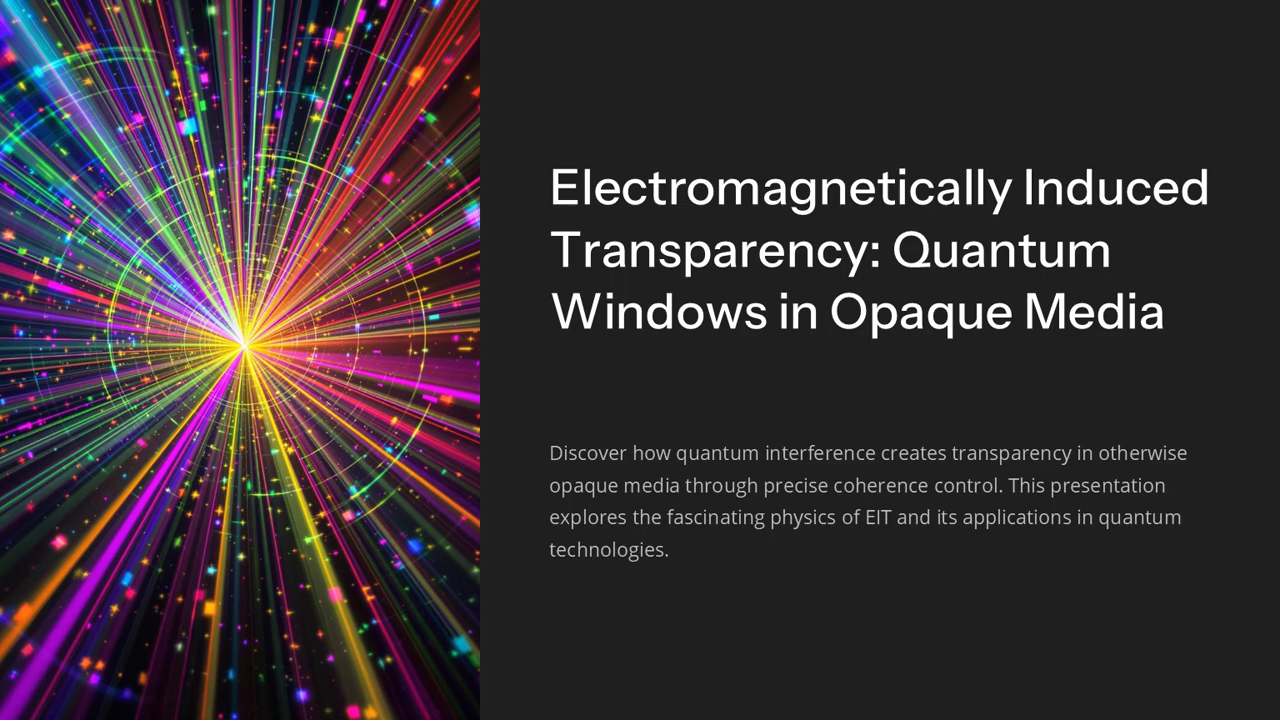 Electromagnetically Induced
Transparency: Quantum
Windows in Opaque Media
Discover how quantum interference creates transparency in otherwise
opaque media through precise coherence control. This presentation
explores the fascinating physics of EIT and its applications in quantum
technologies.